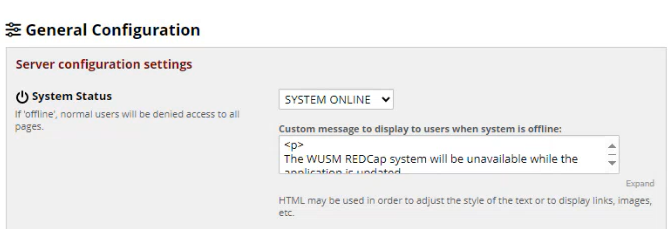 General Configuration
Server configuration settings
System Status
SYSTEM ONLINE
If 'offline', normal users will be denied access to all
pages.
Custom message to display to users when system is offline:
<p>
The WUSM REDCap system will be unavailable while the
application is updated
Expand
HTML may be used in order to adjust the style of the text or to display links, images,
etc.